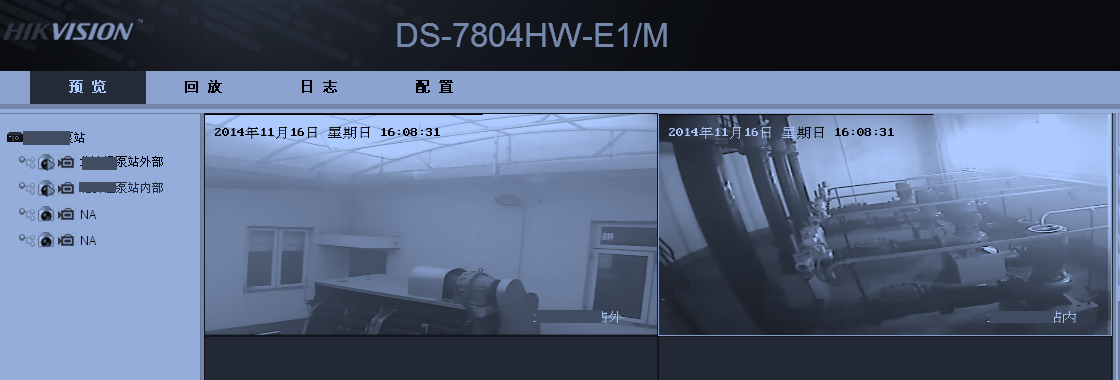 HIKVISION
DS-7804HW-E1/M
预览 回放 日志 配置
泵站
泵站外部
泵站内部
NA
NA
2014年11月16日 星期日 16:08:31
2014年11月16日 星期日 16:08:31
外
内